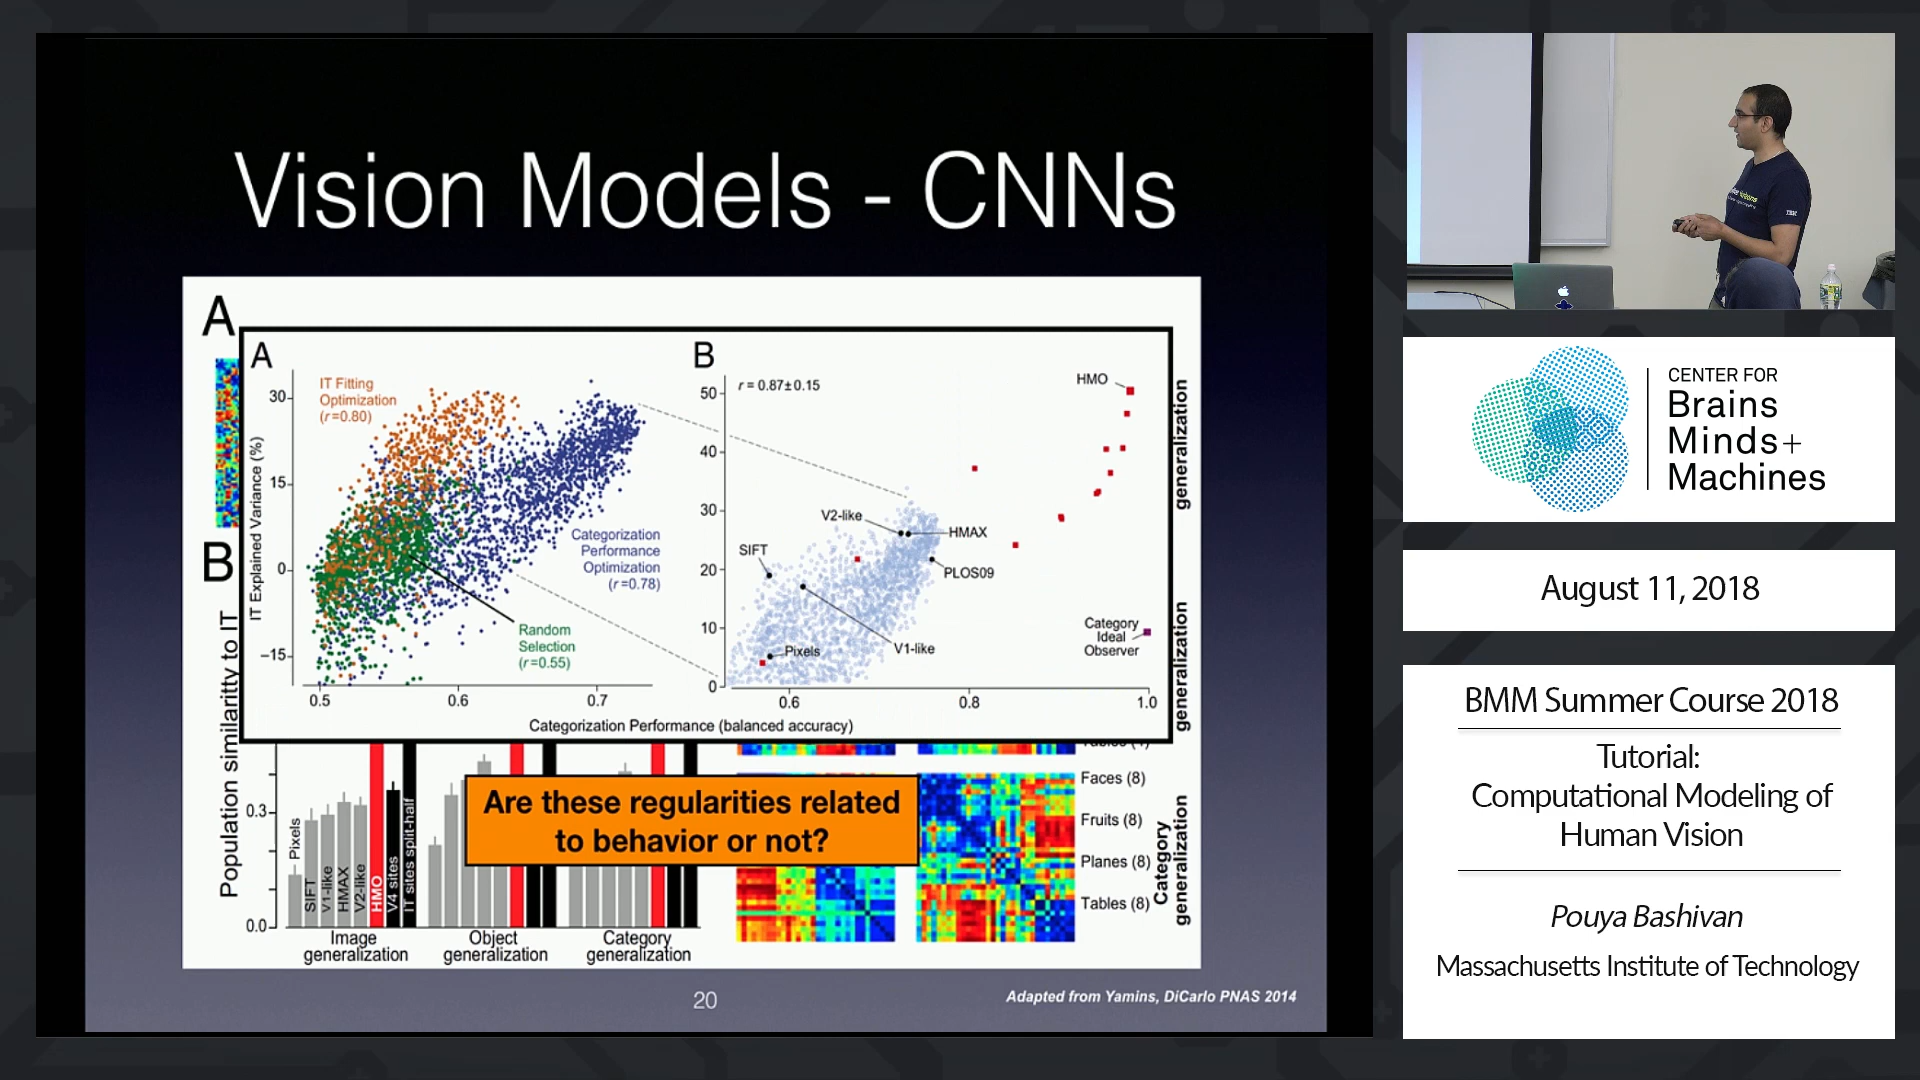 Vision Models - CNNs
A
A
B
IT Fitting
Optimization
(r=0.80)
r = 0.87±0.15
HMO
30
15
0
−15
IT Explained Variance (%)
Categorization
Performance
Optimization
(r=0.78)
Random
Selection
(r=0.55)
0.5
0.6
0.7
50
40
30
20
10
0
V2-like
HMAX
SIFT
PLOS09
V1-like
Pixels
Category
Ideal
Observer
0.6
0.8
1.0
Categorization Performance (balanced accuracy)
generalization
generalization
B
Population similaritty to IT
0.3
0.0
Pixels
SIFT
V1-like
HMAX
V2-like
HMO
V4 sites
IT sites split-half
Image
generalization
Object
generalization
Category
generalization
Are these regularities related
to behavior or not?
Faces (8)
Fruits (8)
Planes (8)
Tables (8)
Category
generalization
20
Adapted from Yamins, DiCarlo PNAS 2014
CENTER FOR
Brains
Minds+
Machines
August 11, 2018
BMM Summer Course 2018
Tutorial:
Computational Modeling of
Human Vision
Pouya Bashivan
Massachusetts Institute of Technology